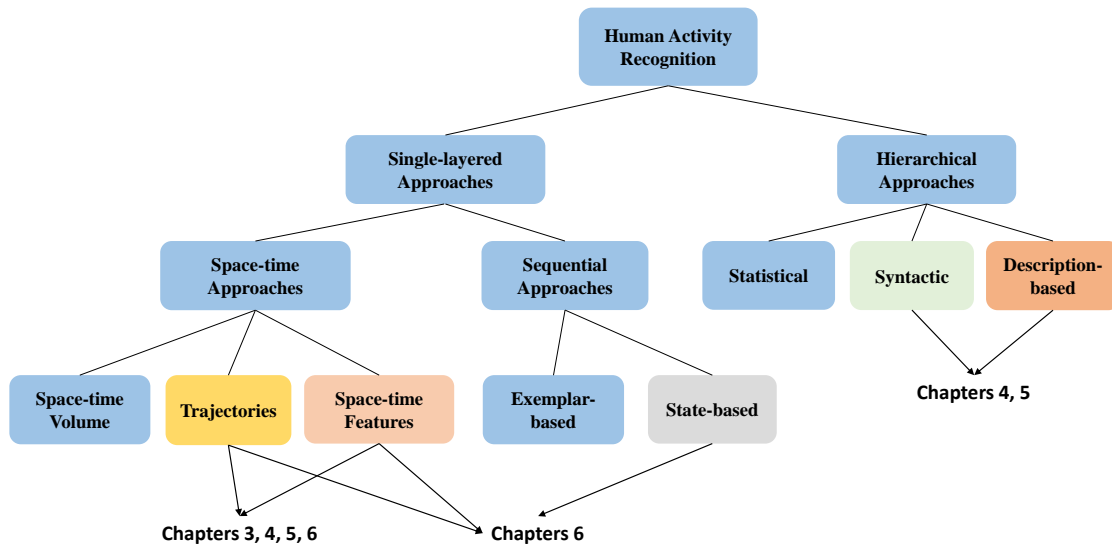 Human Activity
Recognition
Single-layered
Approaches
Hierarchical
Approaches
Space-time
Approaches
Sequential
Approaches
Statistical
Syntactic
Description-
based
Space-time
Volume
Trajectories
Space-time
Features
Exemplar-
based
State-based
Chapters 4, 5
Chapters 3, 4, 5, 6
Chapters 6